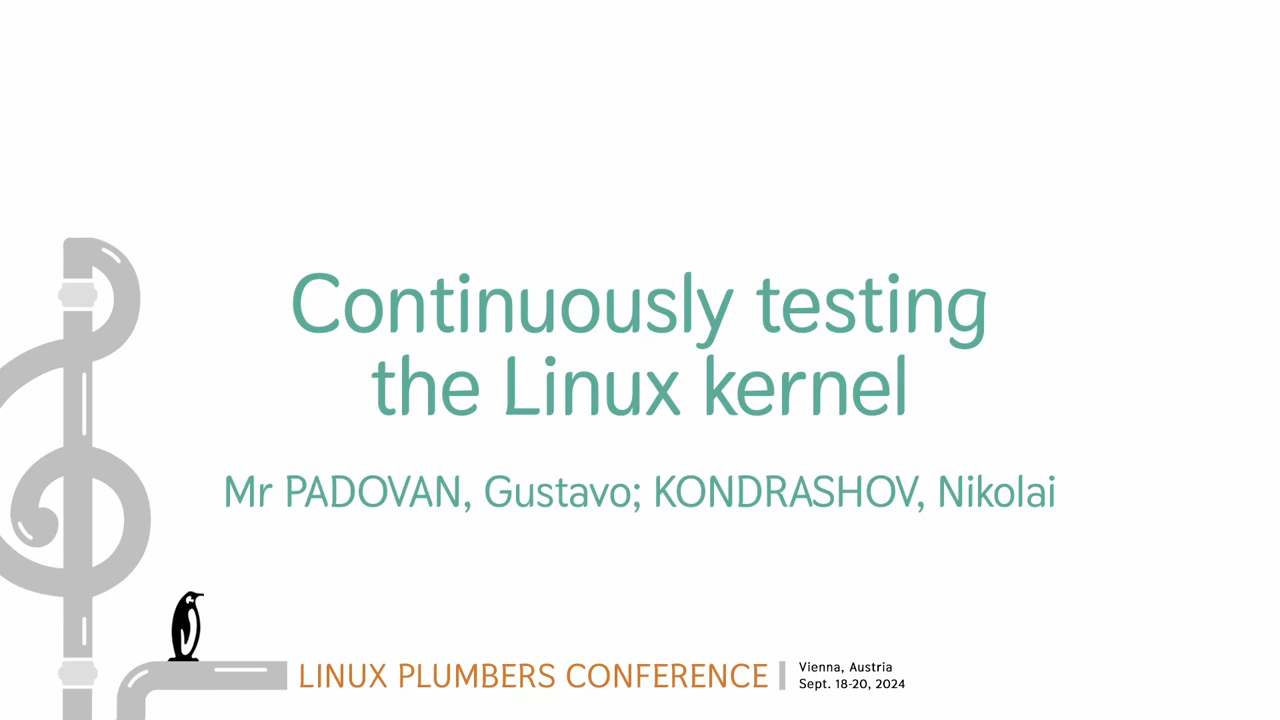 Continuously testing
the Linux kernel
Mr PADOVAN, Gustavo; KONDRASHOV, Nikolai
LINUX PLUMBERS CONFERENCE
Vienna, Austria
Sept. 18-20, 2024